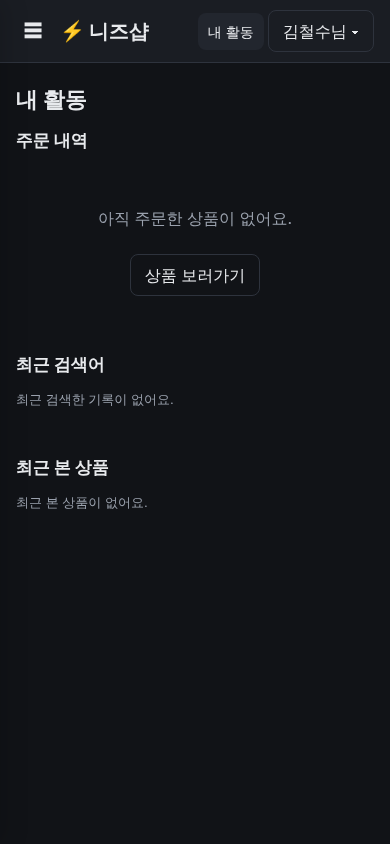 ☰ ⚡ 니즈샵 내 활동 김철수님
내 활동
주문 내역
아직 주문한 상품이 없어요.
상품 보러가기
최근 검색어
최근 검색한 기록이 없어요.
최근 본 상품
최근 본 상품이 없어요.